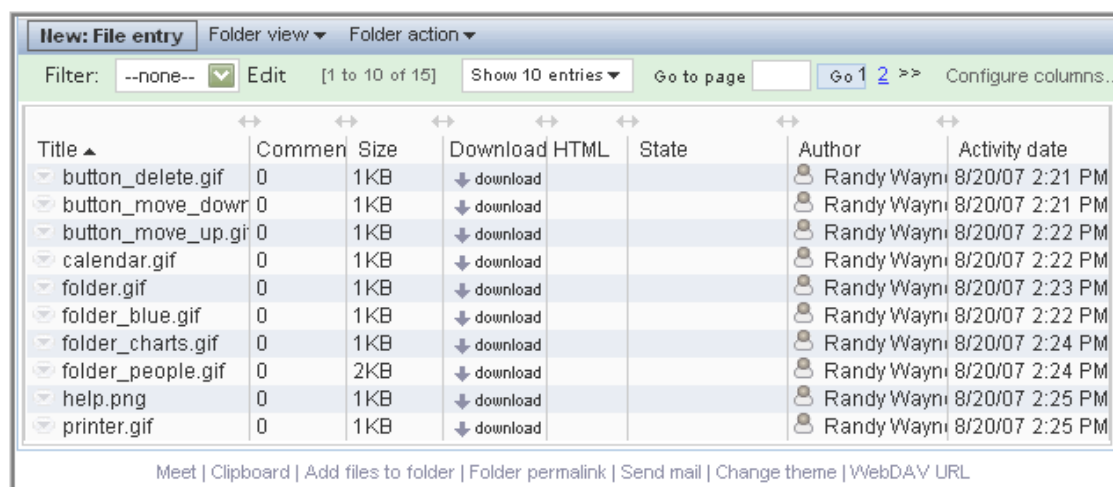 New: File entry Folder view Folder action
Filter: --none-- Edit [1 to 10 of 15] Show 10 entries Go to page Go 1 2 >> Configure columns..
Title Commen Size Download HTML State Author Activity date
button_delete.gif 0 1KB download Randy Wayn 8/20/07 2:21 PM
button_move_down 0 1KB download Randy Wayn 8/20/07 2:21 PM
button_move_up.gi 0 1KB download Randy Wayn 8/20/07 2:22 PM
calendar.gif 0 1KB download Randy Wayn 8/20/07 2:22 PM
folder.gif 0 1KB download Randy Wayn 8/20/07 2:23 PM
folder_blue.gif 0 1KB download Randy Wayn 8/20/07 2:22 PM
folder_charts.gif 0 1KB download Randy Wayn 8/20/07 2:24 PM
folder_people.gif 0 2KB download Randy Wayn 8/20/07 2:24 PM
help.png 0 1KB download Randy Wayn 8/20/07 2:25 PM
printer.gif 0 1KB download Randy Wayn 8/20/07 2:25 PM
Meet | Clipboard | Add files to folder | Folder permalink | Send mail | Change theme | WebDAV URL